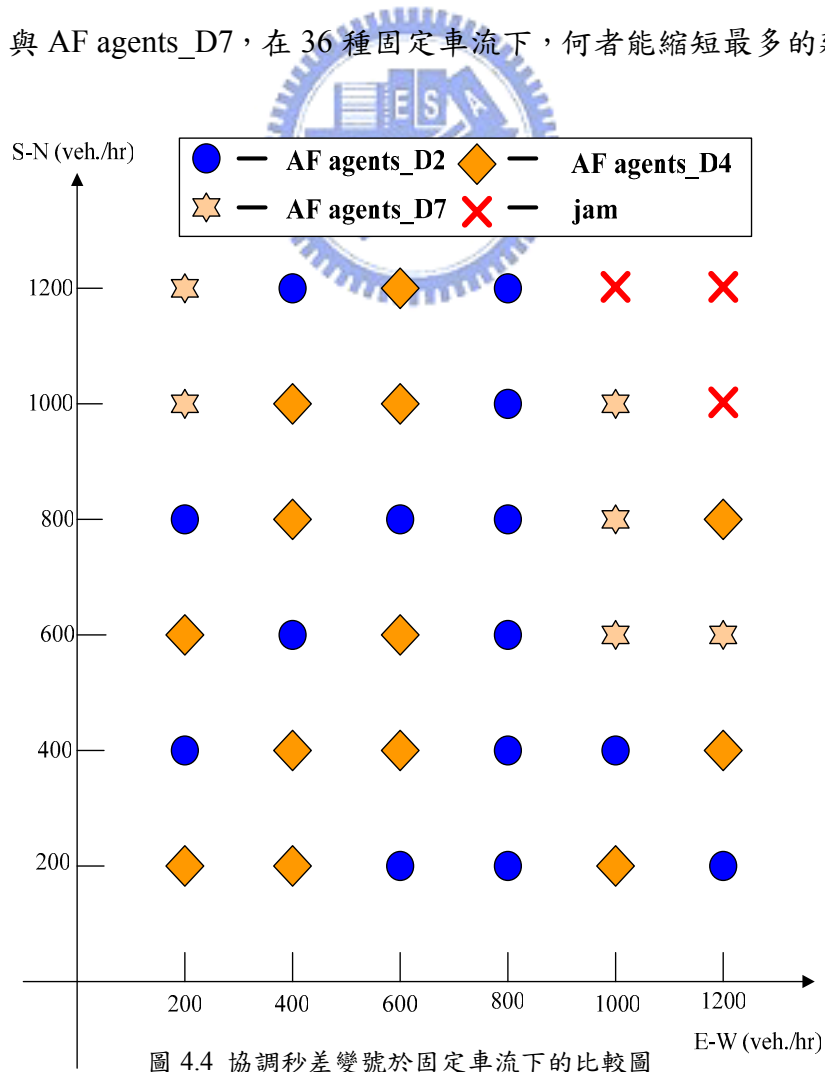 與 AF agents_D7，在 36 種固定車流下，何者能縮短最多的
E S A
S-N (veh./hr)
— AF agents_D2 — AF agents_D4
— AF agents_D7 — jam
1200
1000
800
600
400
200
200 400 600 800 1000 1200
E-W (veh./hr)
圖 4.4 協調秒差變號於固定車流下的比較圖